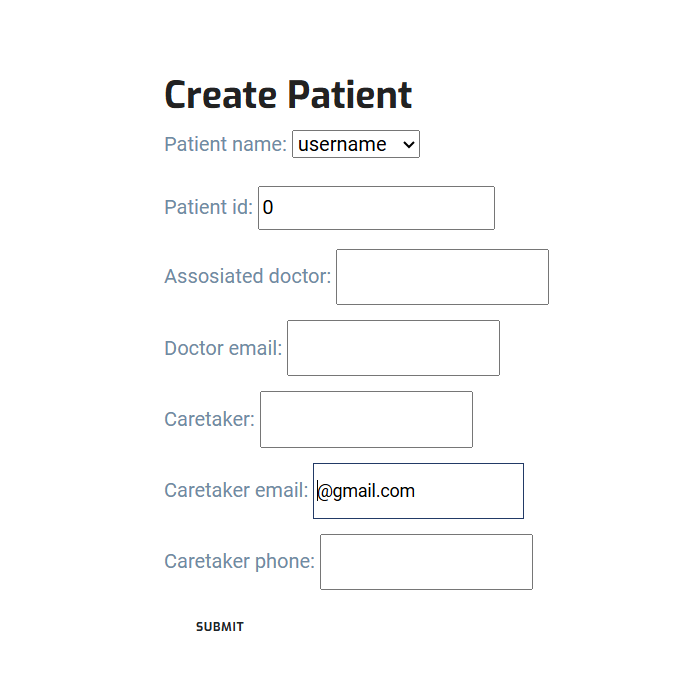 Create Patient
Patient name: username
Patient id: 0
Assosiated doctor:
Doctor email:
Caretaker:
Caretaker email: @gmail.com
Caretaker phone:
SUBMIT